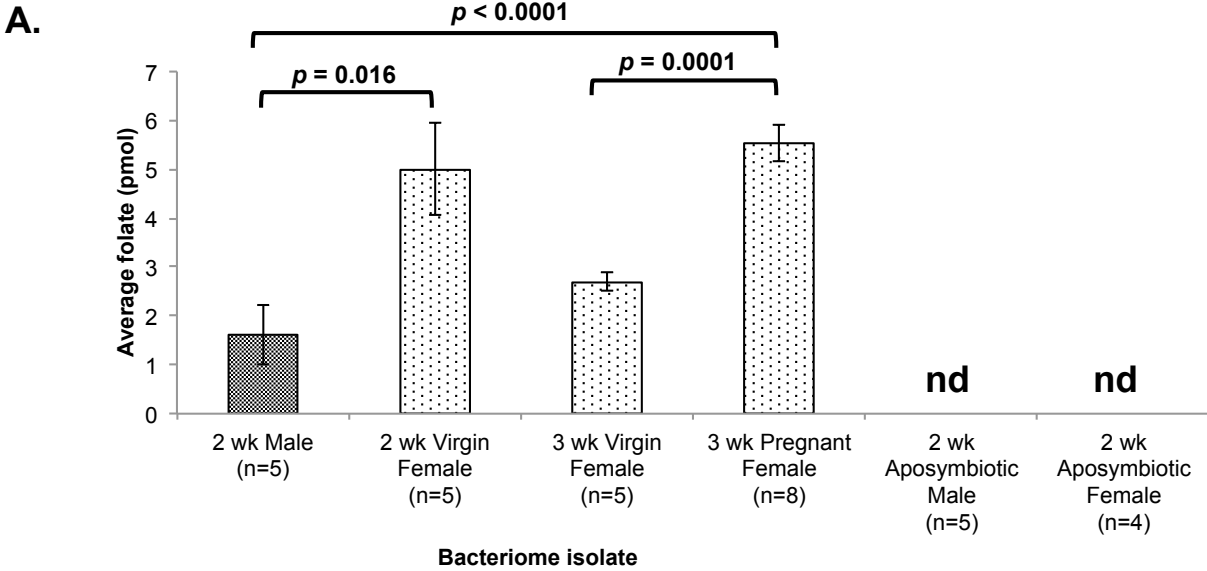 A.
p < 0.0001
p = 0.016
p = 0.0001
Average folate (pmol)
7
6
5
4
3
2
1
0
nd
nd
2 wk Male
(n=5)
2 wk Virgin
Female
(n=5)
3 wk Virgin
Female
(n=5)
3 wk Pregnant
Female
(n=8)
2 wk
Aposymbiotic
Male
(n=5)
2 wk
Aposymbiotic
Female
(n=4)
Bacteriome isolate